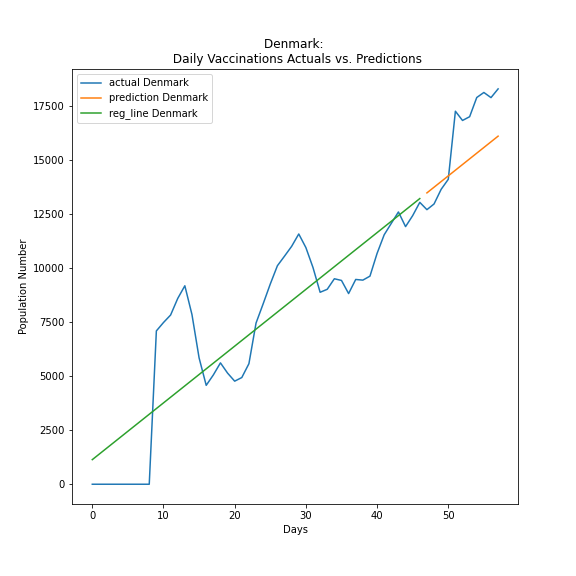 Denmark:
Daily Vaccinations Actuals vs. Predictions
actual Denmark
prediction Denmark
reg_line Denmark
17500
15000
12500
10000
7500
5000
2500
0
Population Number
0 10 20 30 40 50
Days